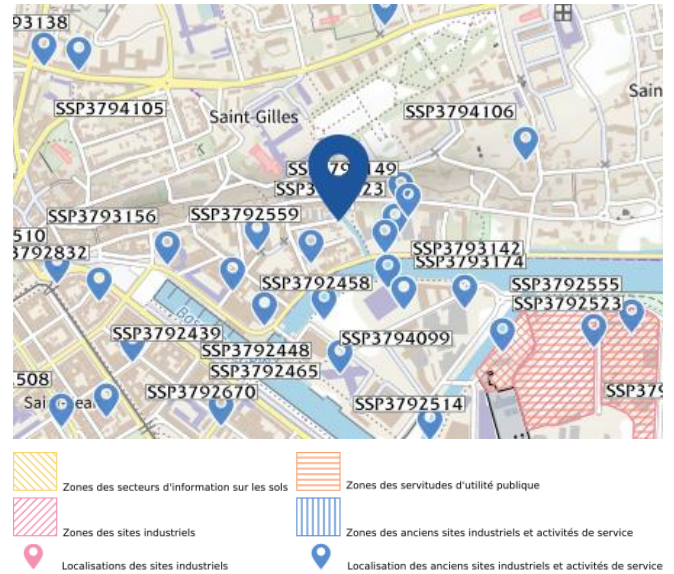 93138
SSP3794105
Saint Gilles
SSP3794106
Sain
149
23
SSP3793156
SSP3792559
510
3792832
SSP3793142
SSP3793174
SSP3792458
SSP3792555
SSP3792523
SSP3792439
SSP3794099
SSP3792448
SSP3792465
.508
SSP3792670
SSP379
SSP3792514
Zones des secteurs d'information sur les sols
Zones des servitudes d'utilité publique
Zones des sites industriels
Zones des anciens sites industriels et activités de service
Localisations des sites industriels
Localisation des anciens sites industriels et activités de service